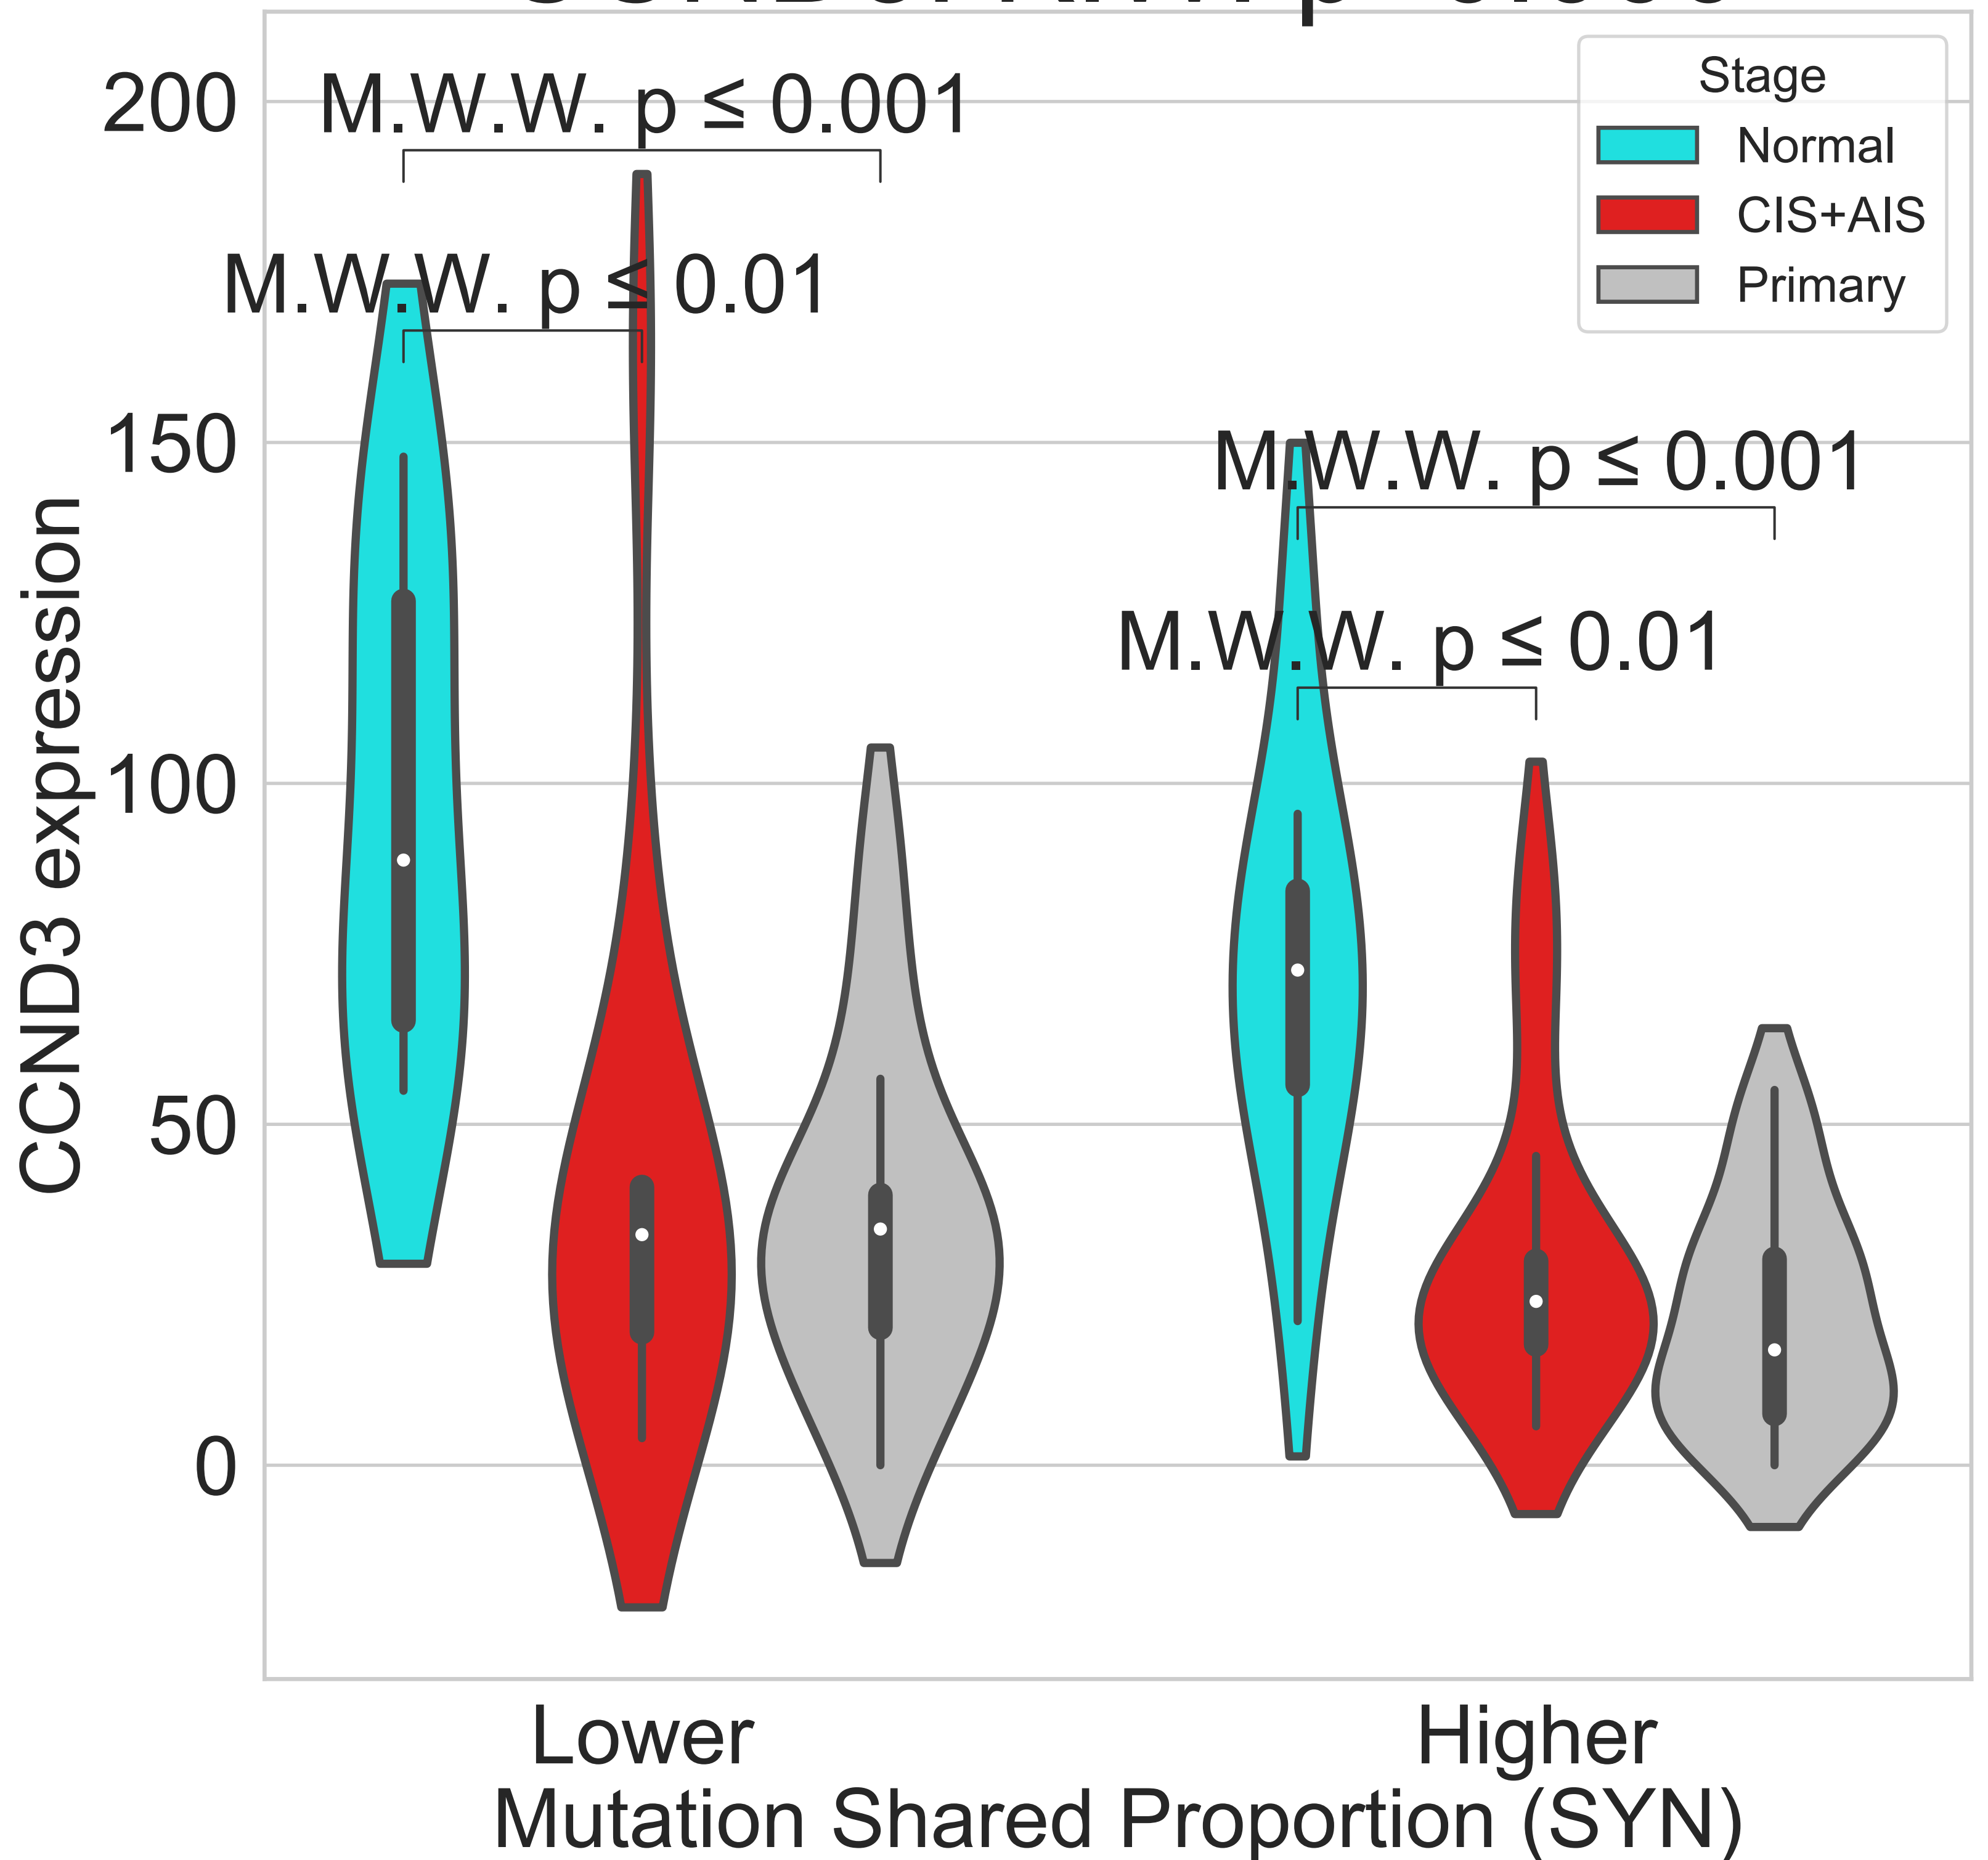 M.W.W. p ≤ 0.001
M.W.W. p ≤ 0.01
M.W.W. p ≤ 0.001
M.W.W. p ≤ 0.01
Stage
Normal
CIS+AIS
Primary
200
150
100
50
0
CCND3 expression
Lower
Higher
Mutation Shared Proportion (SYN)